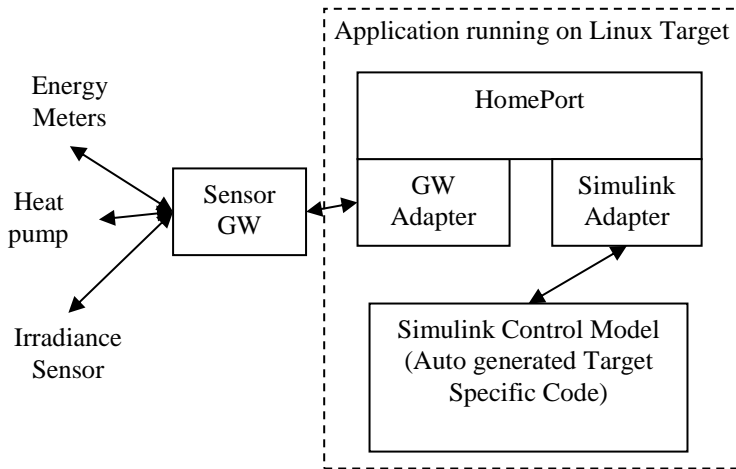 Application running on Linux Target
Energy
Meters
Heat
pump
Irradiance
Sensor
Sensor
GW
HomePort
GW
Adapter
Simulink
Adapter
Simulink Control Model
(Auto generated Target
Specific Code)